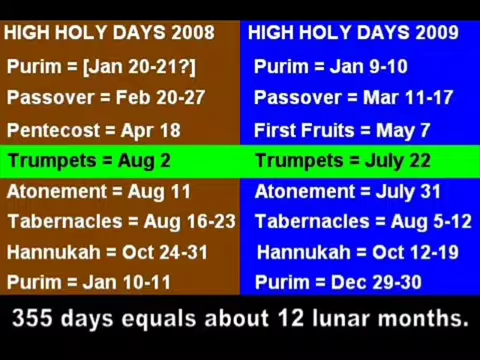 HIGH HOLY DAYS 2008
Purim = [Jan 20-21?]
Passover = Feb 20-27
Pentecost = Apr 18
Trumpets = Aug 2
Atonement = Aug 11
Tabernacles = Aug 16-23
Hannukah = Oct 24-31
Purim = Jan 10-11
HIGH HOLY DAYS 2009
Purim = Jan 9-10
Passover = Mar 11-17
First Fruits = May 7
Trumpets = July 22
Atonement = July 31
Tabernacles = Aug 5-12
Hannukah = Oct 12-19
Purim = Dec 29-30
355 days equals about 12 lunar months.